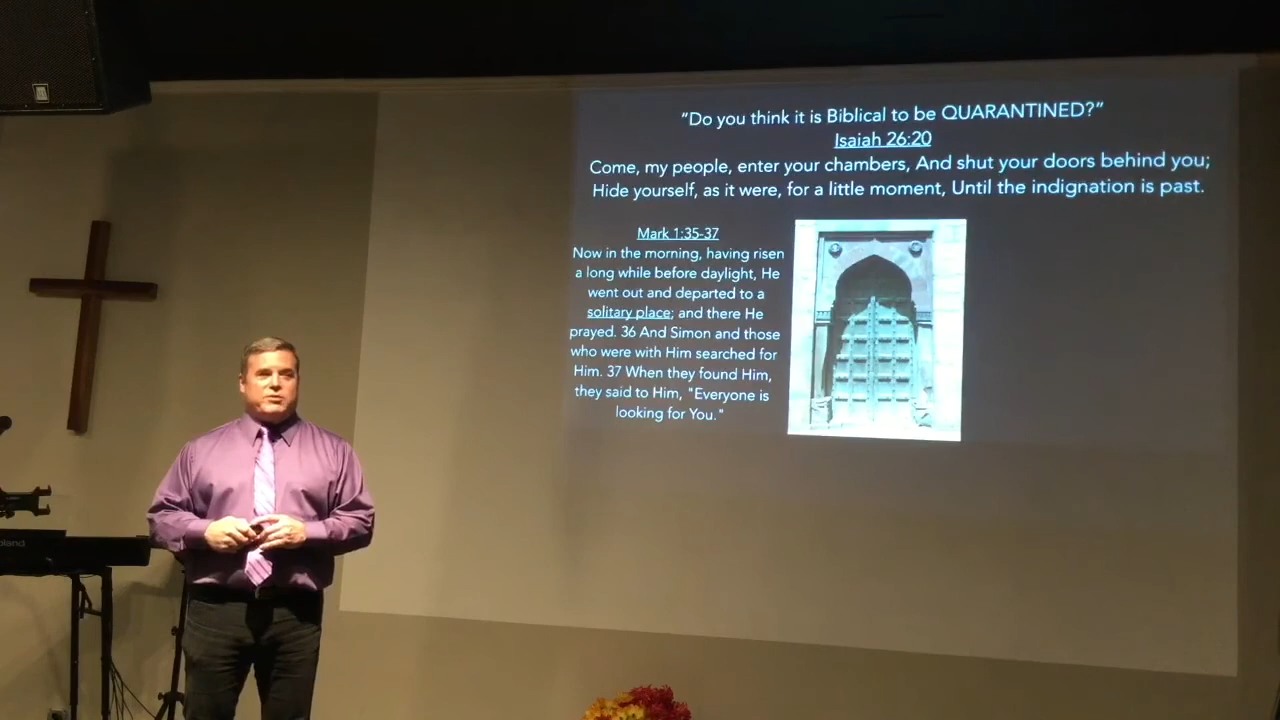 “Do you think it is Biblical to be QUARANTINED?”
Isaiah 26:20
Come, my people, enter your chambers, And shut your doors behind you;
Hide yourself, as it were, for a little moment, Until the indignation is past.
Mark 1:35-37
Now in the morning, having risen
a long while before daylight, He
went out and departed to a
solitary place; and there He
prayed. 36 And Simon and those
who were with Him searched for
Him. 37 When they found Him,
they said to Him, "Everyone is
looking for You."
oland